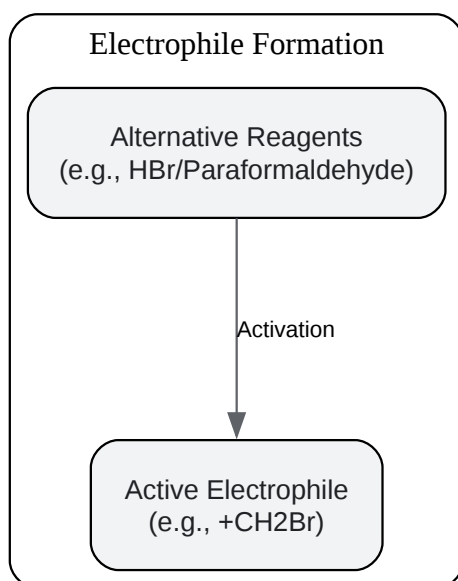 Electrophile Formation
Alternative Reagents
(e.g., HBr/Paraformaldehyde)
Activation
Active Electrophile
(e.g., +CH2Br)